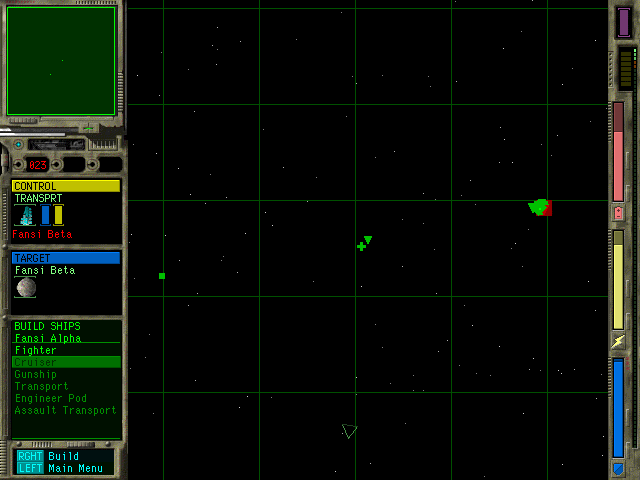 023
CONTROL
TRANSPRT
Fansi Beta
TARGET
Fansi Beta
BUILD SHIPS
Fansi Alpha
Fighter
Cruiser
Gunship
Transport
Engineer Pod
Assault Transport
RGHT Build
LEFT Main Menu